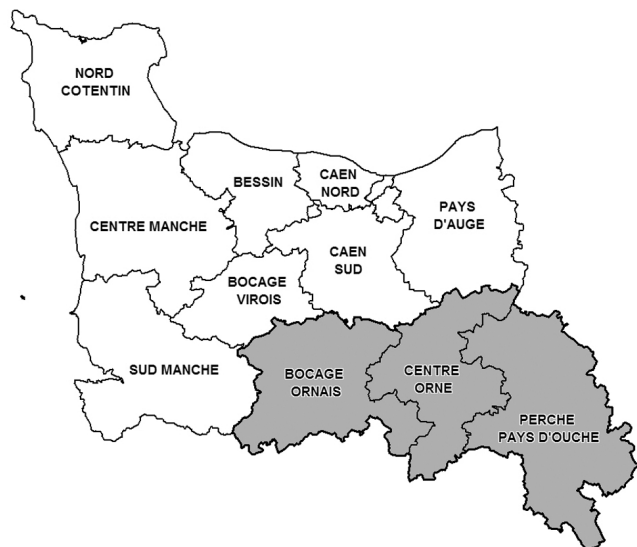 NORD
COTENTIN
BESSIN
CAEN
NORD
CENTRE MANCHE
PAYS
D'AUGE
CAEN
SUD
BOCAGE
VIROIS
SUD MANCHE
BOCAGE
ORNAIS
CENTRE
ORNE
PERCHE
PAYS D'OUCHE